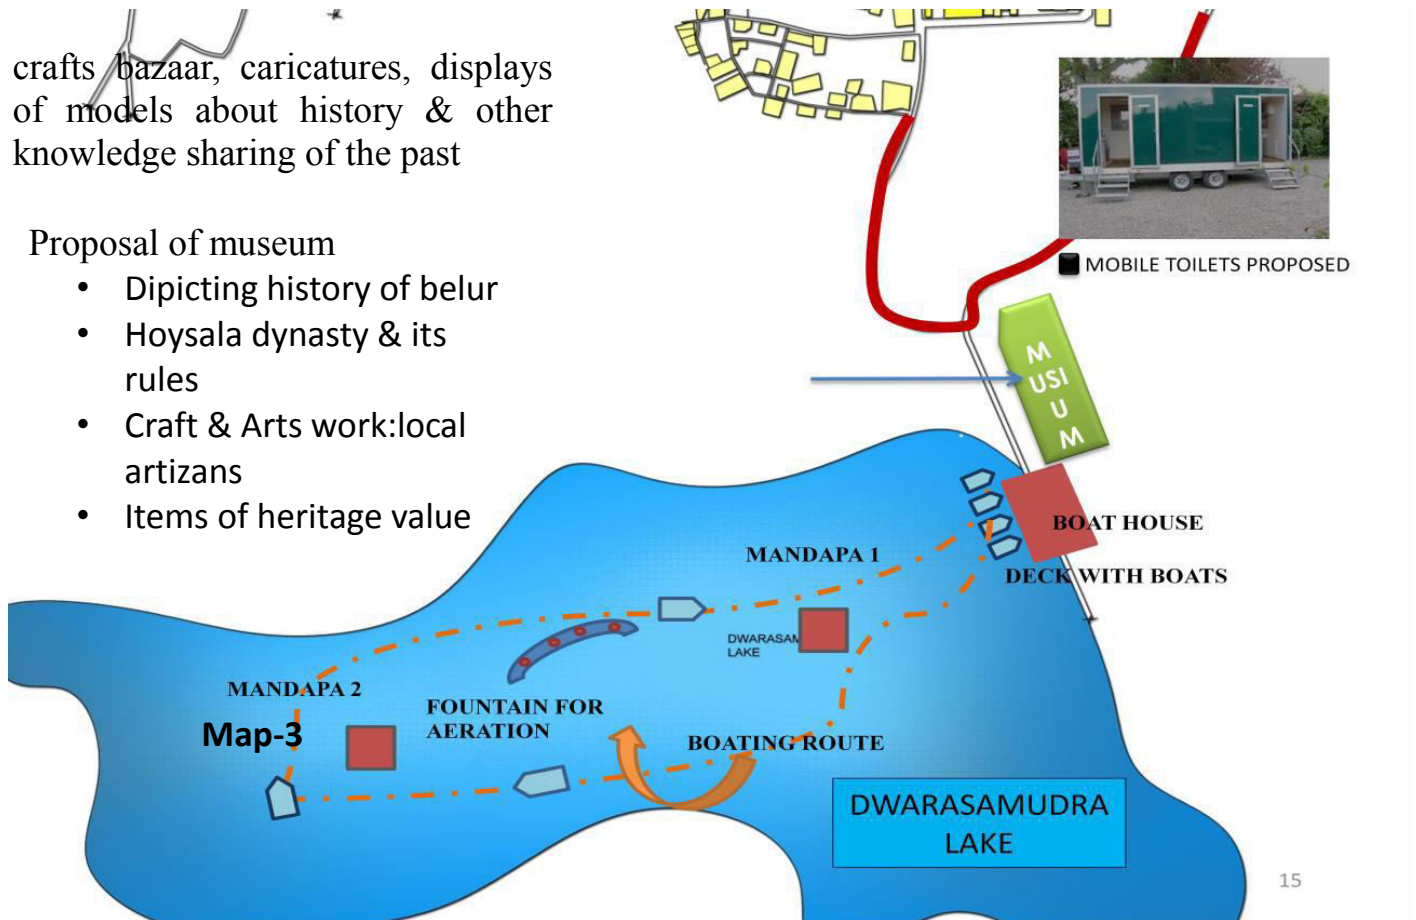 crafts bazaar, caricatures, displays
of models about history & other
knowledge sharing of the past
Proposal of museum
• Dipicting history of belur
• Hoysala dynasty & its
rules
• Craft & Arts work:local
artizans
• Items of heritage value
MOBILE TOILETS PROPOSED
M
USI
U
M
BOAT HOUSE
DECK WITH BOATS
MANDAPA 1
DWARASAM
LAKE
MANDAPA 2
Map-3
FOUNTAIN FOR
AERATION
BOATING ROUTE
DWARASAMUDRA
LAKE
15